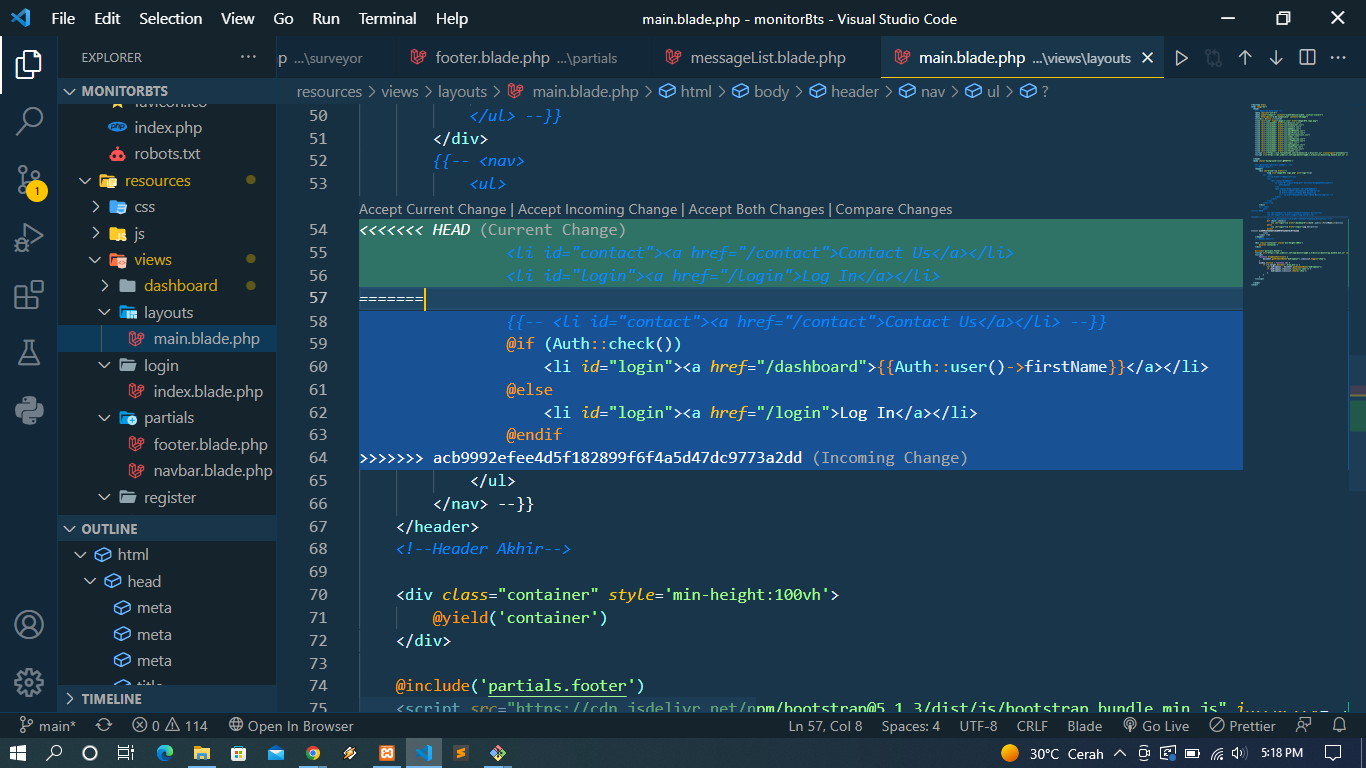 File Edit Selection View Go Run Terminal Help main.blade.php - monitorBts - Visual Studio Code
EXPLORER ...
p ...\surveyor footer.blade.php ...\partials messageList.blade.php main.blade.php ...\views\layouts
MONITORBTS
resources > views > layouts > main.blade.php > html > body > header > nav > ul > ?
favicon.ico
index.php
robots.txt
resources
css
js
views
dashboard
layouts
main.blade.php
login
index.blade.php
partials
footer.blade.php
navbar.blade.php
register
OUTLINE
html
head
meta
meta
meta
title
TIMELINE
1
50 </ul> --}}
51 </div>
52 {{-- <nav>
53 <ul>
Accept Current Change | Accept Incoming Change | Accept Both Changes | Compare Changes
54 <<<<<<< HEAD (Current Change)
55 <li id="contact"><a href="/contact">Contact Us</a></li>
56 <li id="login"><a href="/login">Log In</a></li>
57 =======
58 {{-- <li id="contact"><a href="/contact">Contact Us</a></li> --}}
59 @if (Auth::check())
60 <li id="login"><a href="/dashboard">{{Auth::user()->firstName}}</a></li>
61 @else
62 <li id="login"><a href="/login">Log In</a></li>
63 @endif
64 >>>>>>> acb9992efee4d5f182899f6f4a5d47dc9773a2dd (Incoming Change)
65 </ul>
66 </nav> --}}
67 </header>
68 <!--Header Akhir-->
69
70 <div class="container" style='min-height:100vh'>
71 @yield('container')
72 </div>
73
74 @include('partials.footer')
75 <script src="https://cdn.jsdelivr.net/npm/bootstrap@5.1.3/dist/js/bootstrap.bundle.min.js"
main* 0 114 Open In Browser Ln 57, Col 8 Spaces: 4 UTF-8 CRLF Blade Go Live Prettier
30°C Cerah 5:18 PM